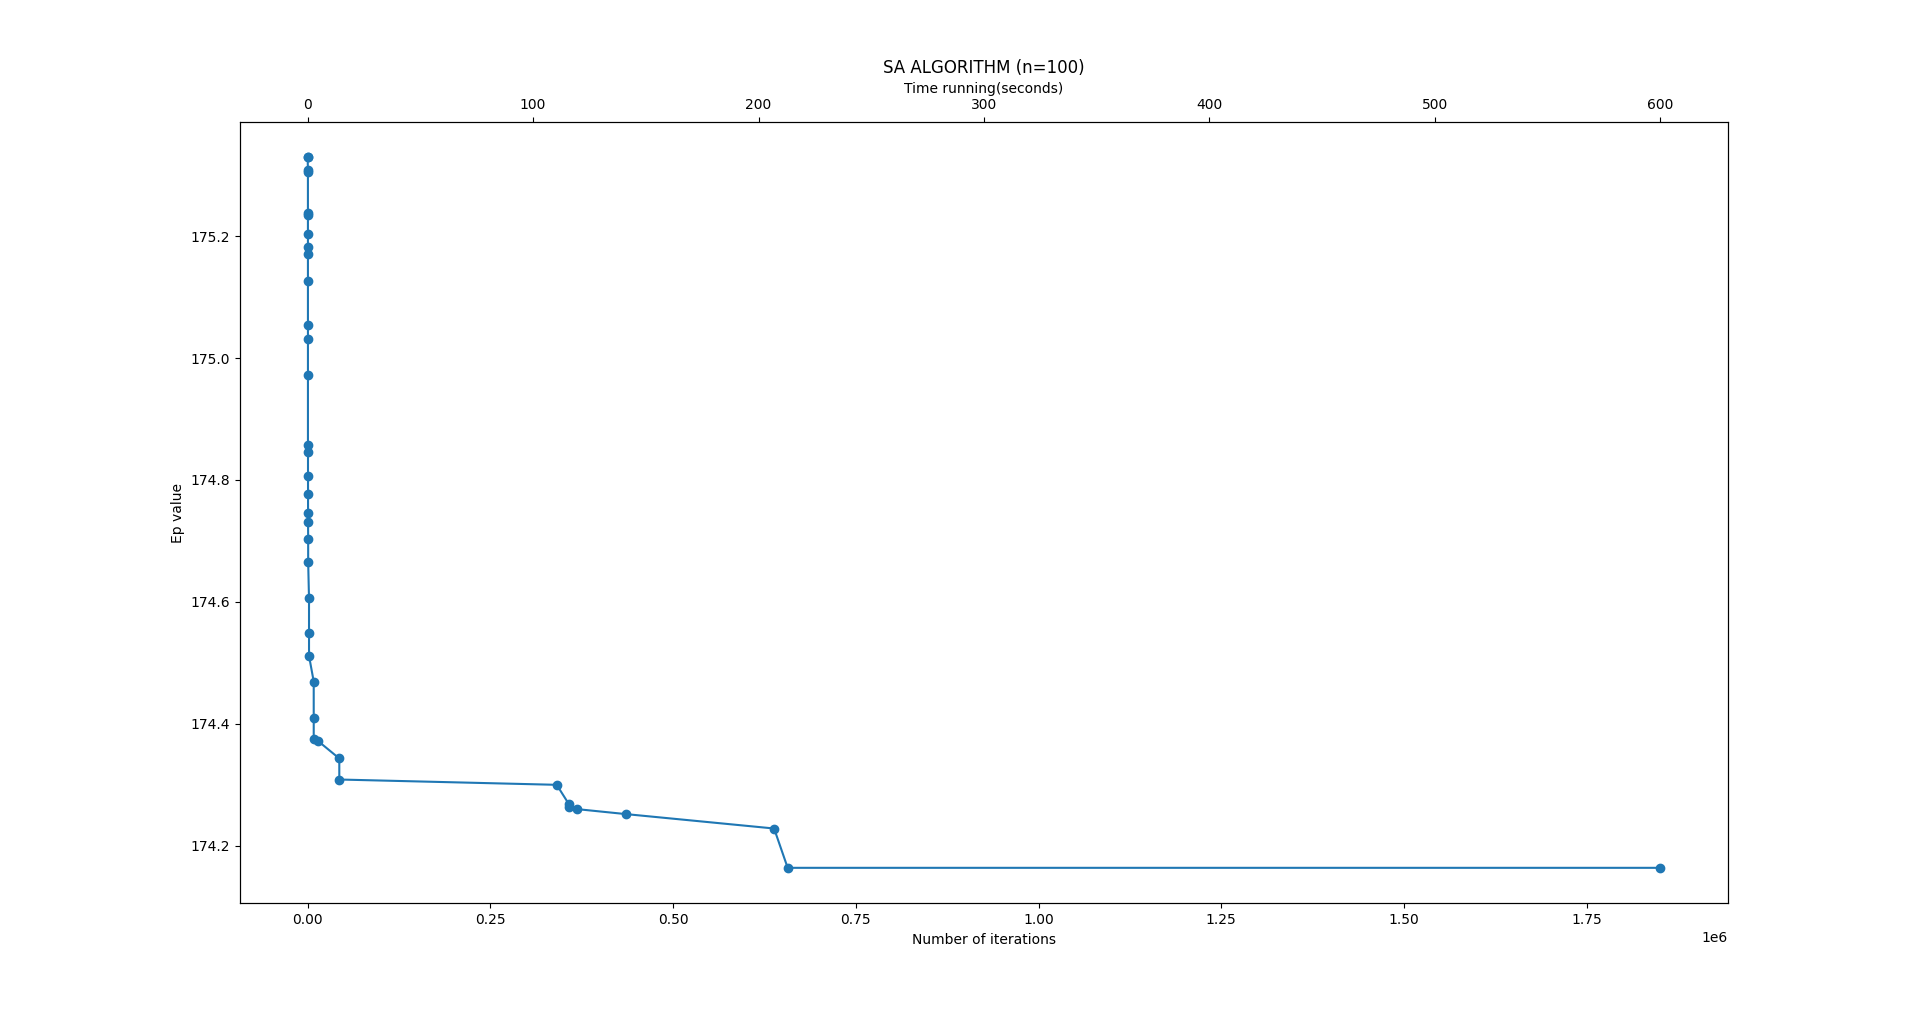 SA ALGORITHM (n=100)
Time running(seconds)
0 100 200 300 400 500 600
175.2
175.0
174.8
174.6
174.4
174.2
Ep value
0.00 0.25 0.50 0.75 1.00 1.25 1.50 1.75
1e6
Number of iterations